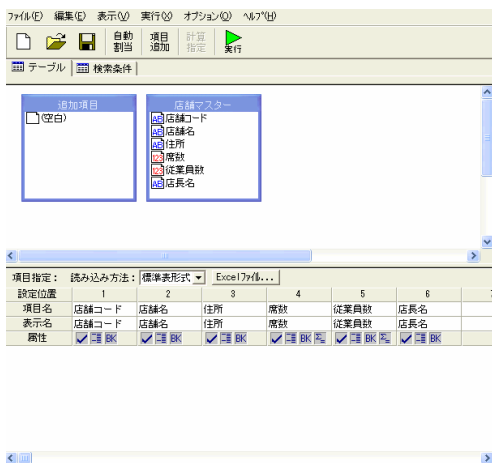 ファイル(F) 編集(E) 表示(V) 実行(X) オプション(O) ヘルプ(H)
自動割当 項目追加 計算指定 実行
テーブル 検索条件
追加項目
(空白)
店舗マスター
AB 店舗コード
AB 店舗名
AB 住所
123 席数
123 従業員数
AB 店長名
項目指定： 読み込み方法： 標準表形式 Excelファイル...
設定位置 1 2 3 4 5 6
項目名 店舗コード 店舗名 住所 席数 従業員数 店長名
表示名 店舗コード 店舗名 住所 席数 従業員数 店長名
属性 BK BK BK BK Σ BK Σ BK